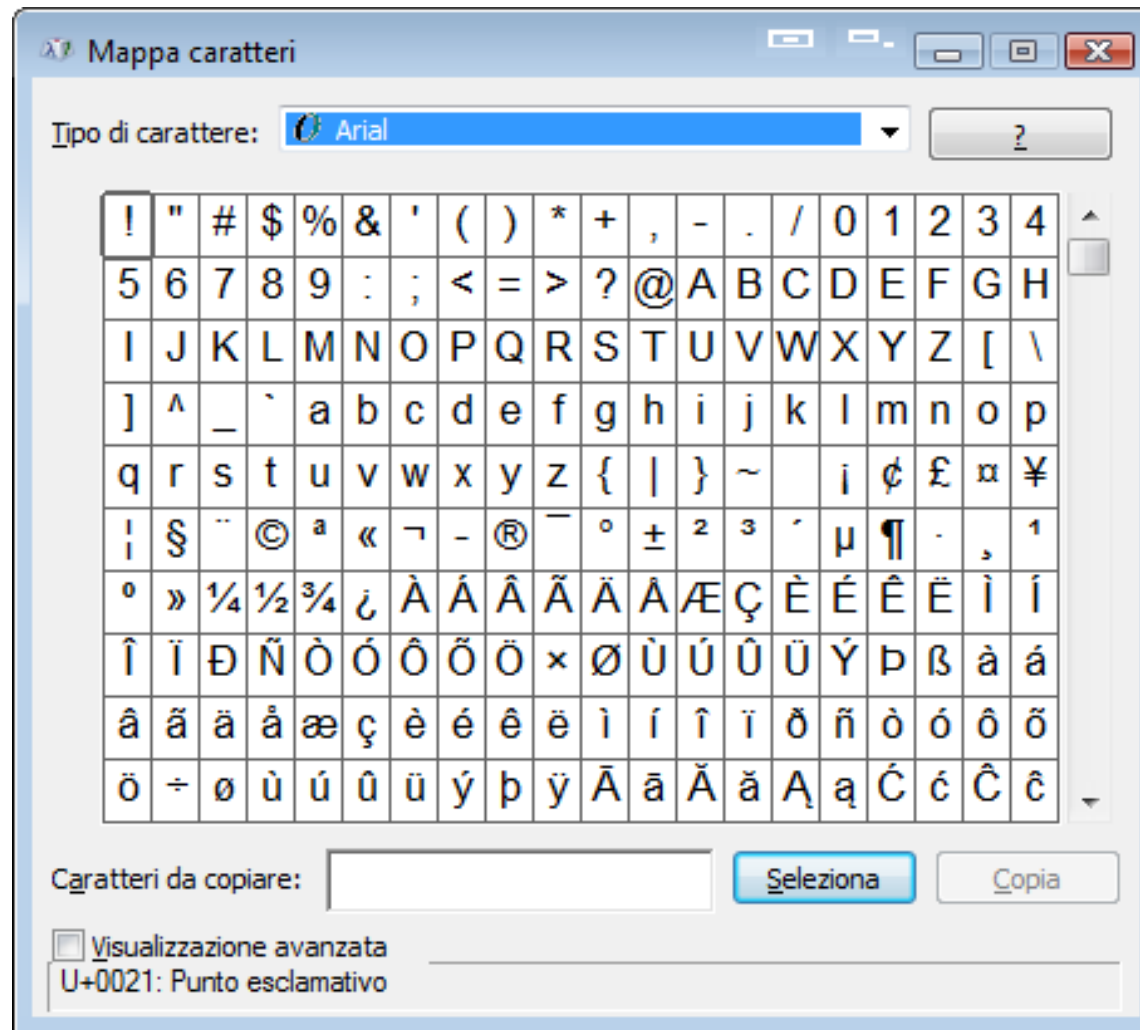 Mappa caratteri
Tipo di carattere: Arial ?
! " # $ % & ' ( ) * + , - . / 0 1 2 3 4
5 6 7 8 9 : ; < = > ? @ A B C D E F G H
I J K L M N O P Q R S T U V W X Y Z [ \
] ^ _ ` a b c d e f g h i j k l m n o p
q r s t u v w x y z { | } ~   ¡ ¢ £ ¤ ¥
¦ § ¨ © ª « ¬ - ® ¯ ° ± ² ³ ´ µ ¶ · ¸ ¹
º » ¼ ½ ¾ ¿ À Á Â Ã Ä Å Æ Ç È É Ê Ë Ì Í
Î Ï Ð Ñ Ò Ó Ô Õ Ö × Ø Ù Ú Û Ü Ý Þ ß à á
â ã ä å æ ç è é ê ë ì í î ï ð ñ ò ó ô õ
ö ÷ ø ù ú û ü ý þ ÿ Ā ā Ă ă Ą ą Ć ć Ĉ ĉ
Caratteri da copiare: Seleziona Copia
Visualizzazione avanzata
U+0021: Punto esclamativo